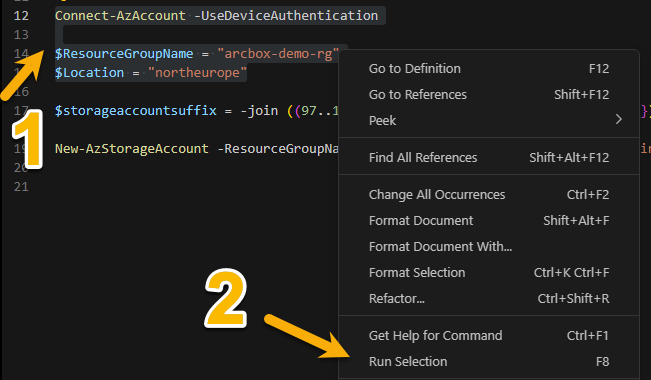 12 Connect-AzAccount -UseDeviceAuthentication
13
14 $ResourceGroupName = "arcbox-demo-rg"
$Location = "northeurope"
16
17 $storageaccountsuffix = -join ((97..1
})
New-AzStorageAccount -ResourceGroupNa
in
20
21
1
2
Go to Definition F12
Go to References Shift+F12
Peek >
Find All References Shift+Alt+F12
Change All Occurrences Ctrl+F2
Format Document Shift+Alt+F
Format Document With...
Format Selection Ctrl+K Ctrl+F
Refactor... Ctrl+Shift+R
Get Help for Command Ctrl+F1
Run Selection F8